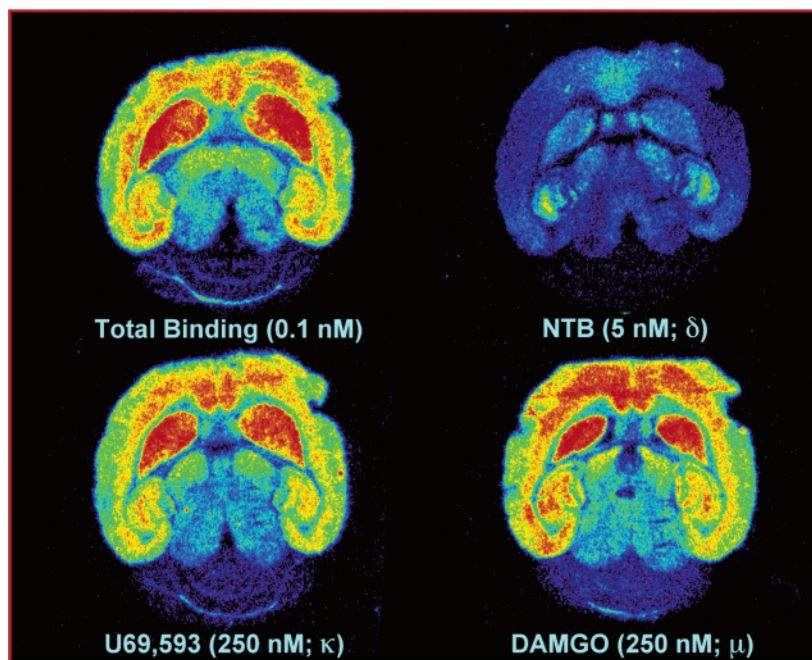 Total Binding (0.1 nM)
NTB (5 nM; δ)
U69,593 (250 nM; κ)
DAMGO (250 nM; μ)